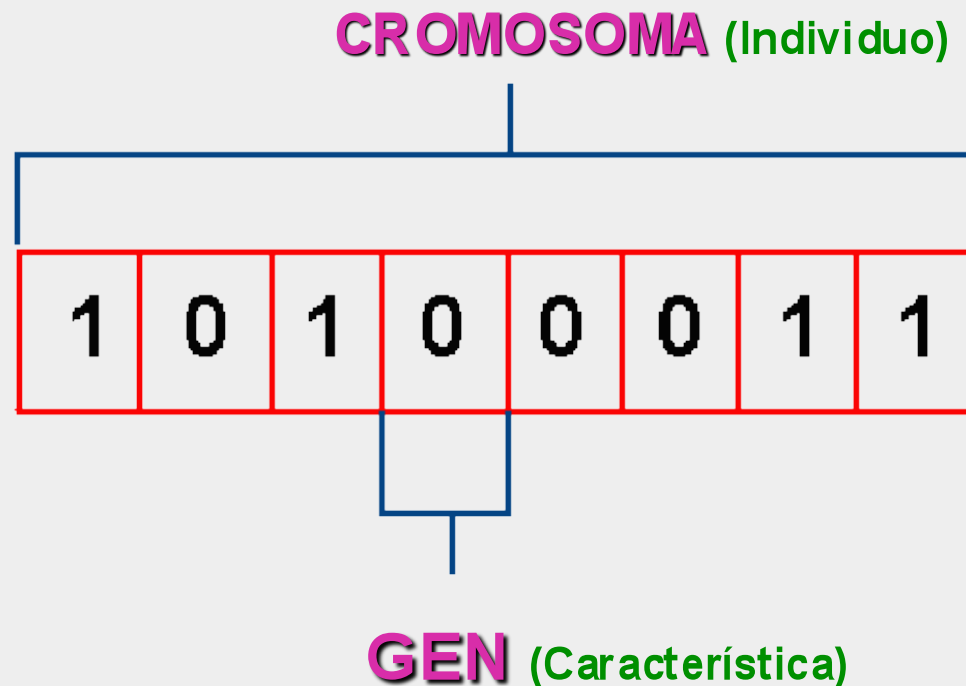 CROMOSOMA (Individuo)
1 0 1 0 0 0 1 1
GEN (Característica)